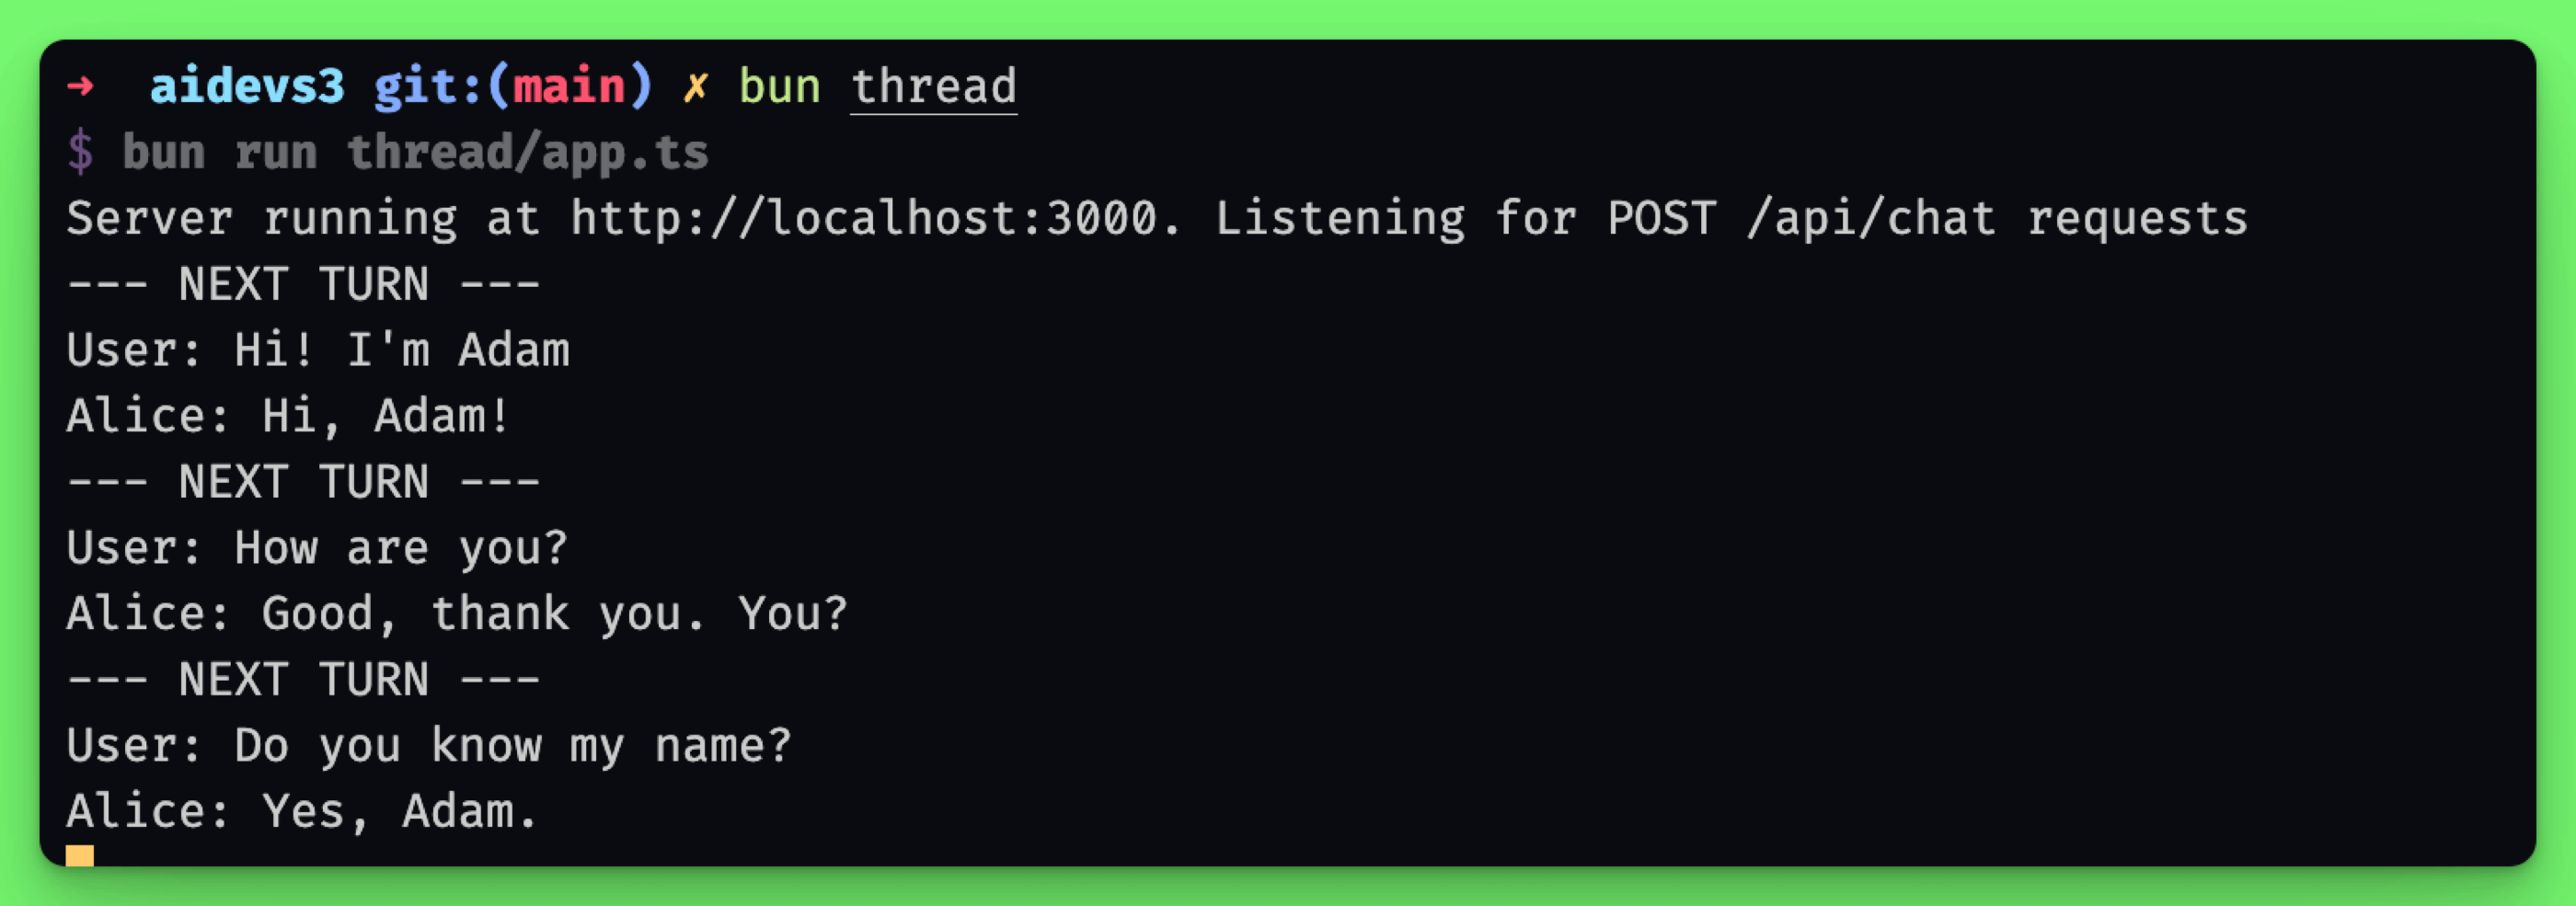 → aidevs3 git:(main) ✗ bun thread
$ bun run thread/app.ts
Server running at http://localhost:3000. Listening for POST /api/chat requests
--- NEXT TURN ---
User: Hi! I'm Adam
Alice: Hi, Adam!
--- NEXT TURN ---
User: How are you?
Alice: Good, thank you. You?
--- NEXT TURN ---
User: Do you know my name?
Alice: Yes, Adam.